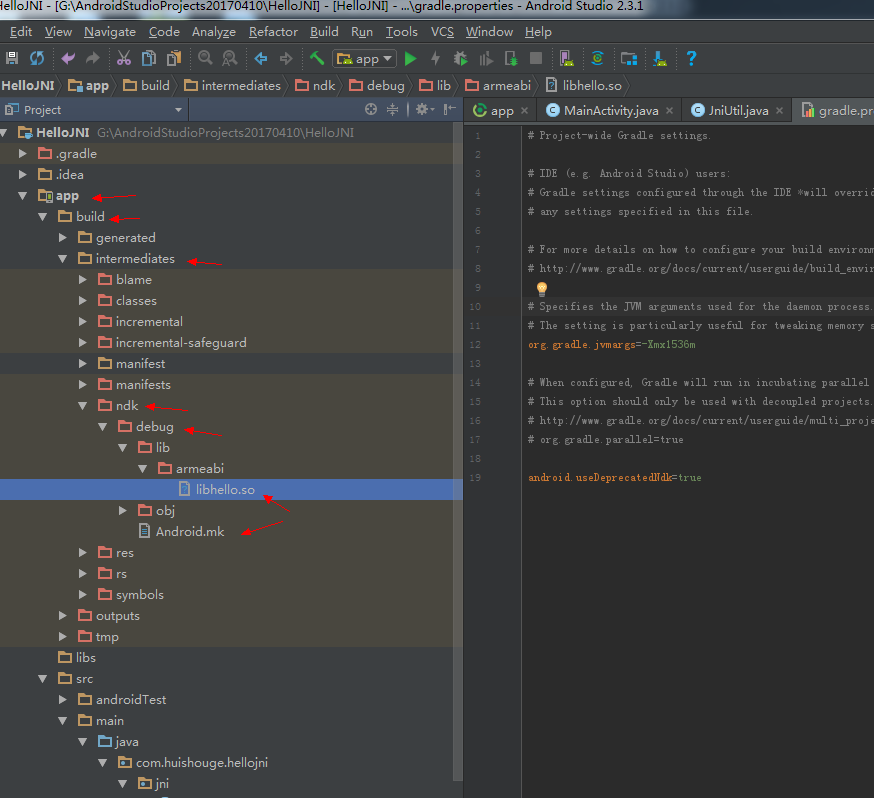 HelloJNI - [G:\AndroidStudioProjects20170410\HelloJNI] - [HelloJNI] - ...\gradle.properties - Android Studio 2.3.1
Edit View Navigate Code Analyze Refactor Build Run Tools VCS Window Help
app
HelloJNI app build intermediates ndk debug lib armeabi libhello.so
Project
app MainActivity.java JniUtil.java gradle.pr
HelloJNI G:\AndroidStudioProjects20170410\HelloJNI
.gradle
.idea
app
build
generated
intermediates
blame
classes
incremental
incremental-safeguard
manifest
manifests
ndk
debug
lib
armeabi
libhello.so
obj
Android.mk
res
rs
symbols
outputs
tmp
libs
src
androidTest
main
java
com.huishouge.hellojni
jni
1 # Project-wide Gradle settings.
2
3 # IDE (e.g. Android Studio) users:
4 # Gradle settings configured through the IDE *will overrid
5 # any settings specified in this file.
6
7 # For more details on how to configure your build environm
8 # http://www.gradle.org/docs/current/userguide/build_envir
9
10 # Specifies the JVM arguments used for the daemon process.
11 # The setting is particularly useful for tweaking memory s
12 org.gradle.jvmargs=-Xmx1536m
13
14 # When configured, Gradle will run in incubating parallel
15 # This option should only be used with decoupled projects.
16 # http://www.gradle.org/docs/current/userguide/multi_proje
17 # org.gradle.parallel=true
18
19 android.useDeprecatedNdk=true